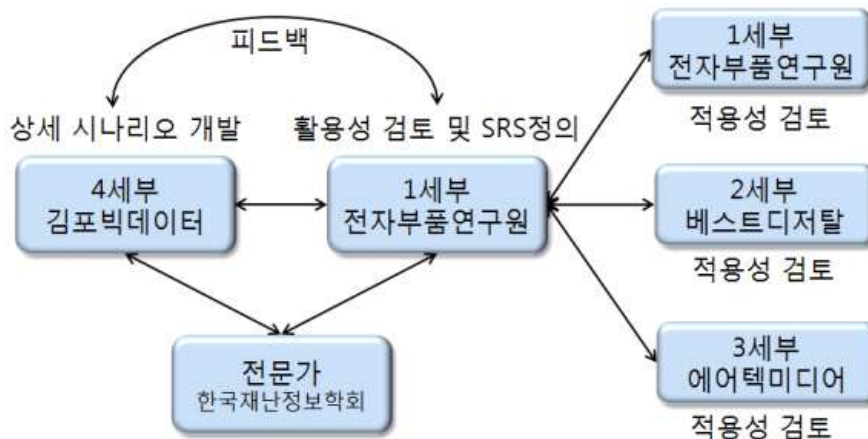 피드백
상세 시나리오 개발
활용성 검토 및 SRS정의
4세부
김포빅데이터
1세부
전자부품연구원
전문가
한국재난정보학회
1세부
전자부품연구원
적용성 검토
2세부
베스트디저탈
적용성 검토
3세부
에어텍미디어
적용성 검토